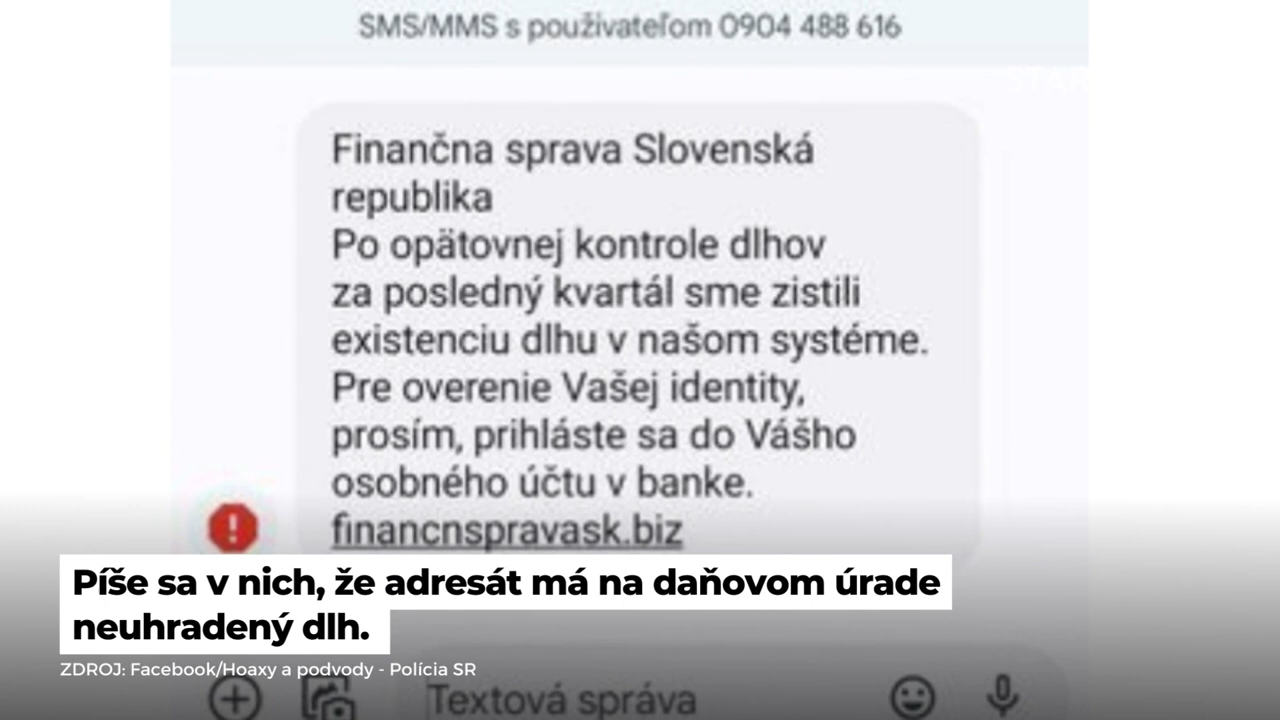 SMS/MMS s používateľom 0904 488 616
STAR
Finančna sprava Slovenská
republika
Po opätovnej kontrole dlhov
za posledný kvartál sme zistili
existenciu dlhu v našom systéme.
Pre overenie Vašej identity,
prosím, prihláste sa do Vášho
osobného účtu v banke.
financnspravask.biz
Píše sa v nich, že adresát má na daňovom úrade
neuhradený dlh.
ZDROJ: Facebook/Hoaxy a podvody - Polícia SR
Textová správa